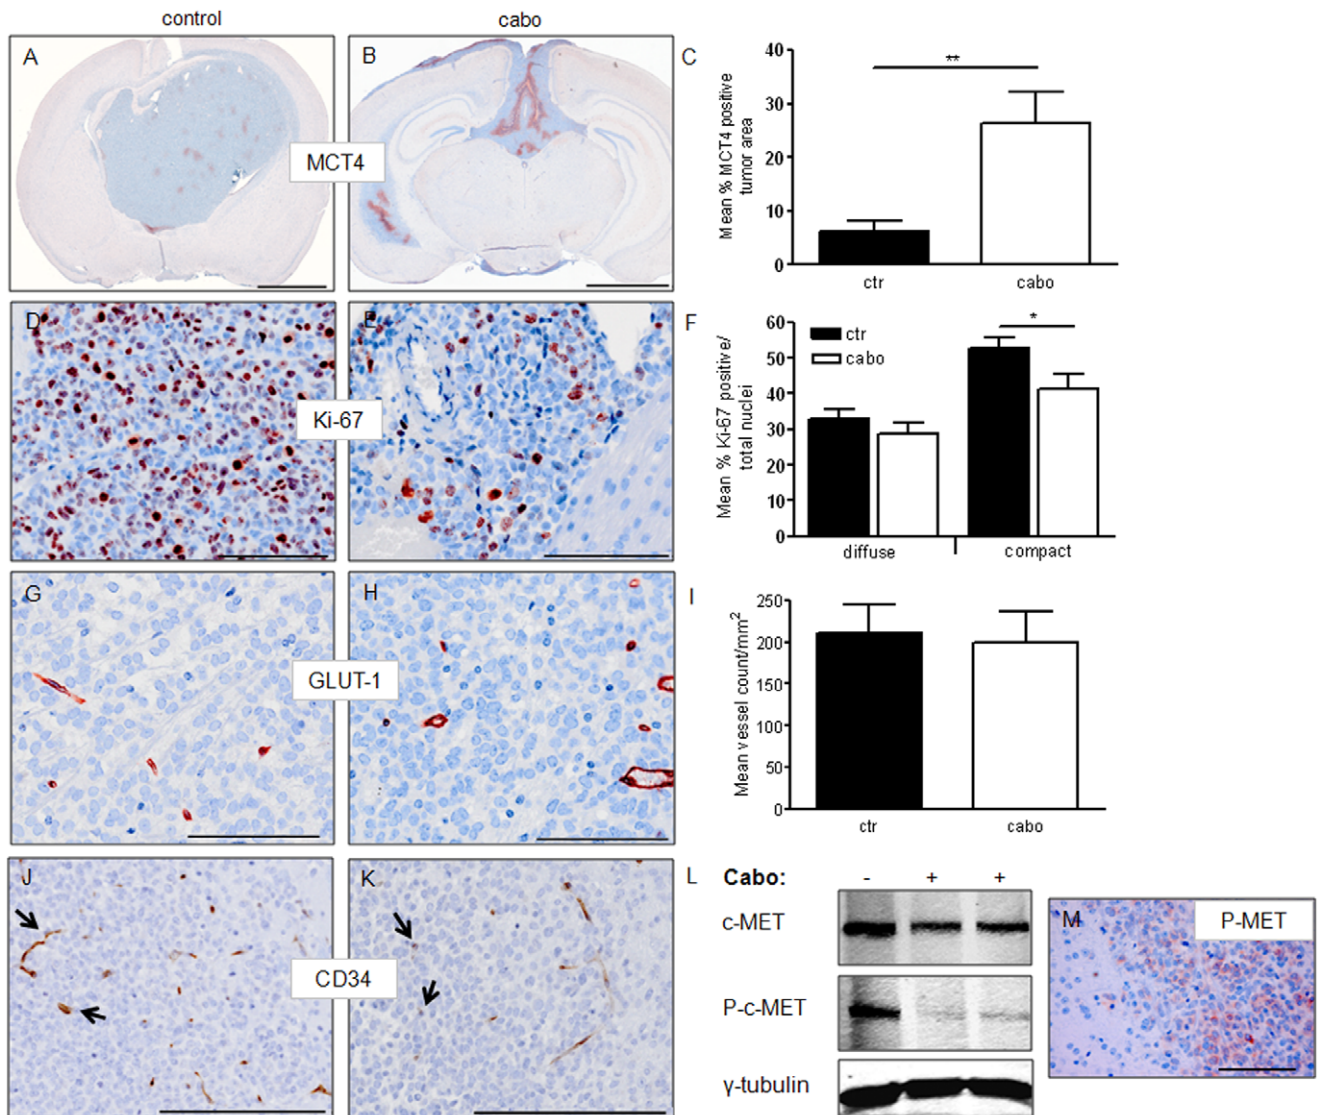 control
cabo
A
B
MCT4
C
Mean % MCT4 positive
tumor area
40
30
20
10
0
**
ctr
cabo
D
E
Ki-67
F
Mean % Ki-67 positive/
total nuclei
60
50
40
30
20
10
0
ctr
cabo
*
diffuse
compact
G
H
GLUT-1
I
Mean vessel count/mm²
250
200
150
100
50
0
ctr
cabo
J
K
CD34
L
Cabo: - + +
c-MET
P-c-MET
γ-tubulin
M
P-MET